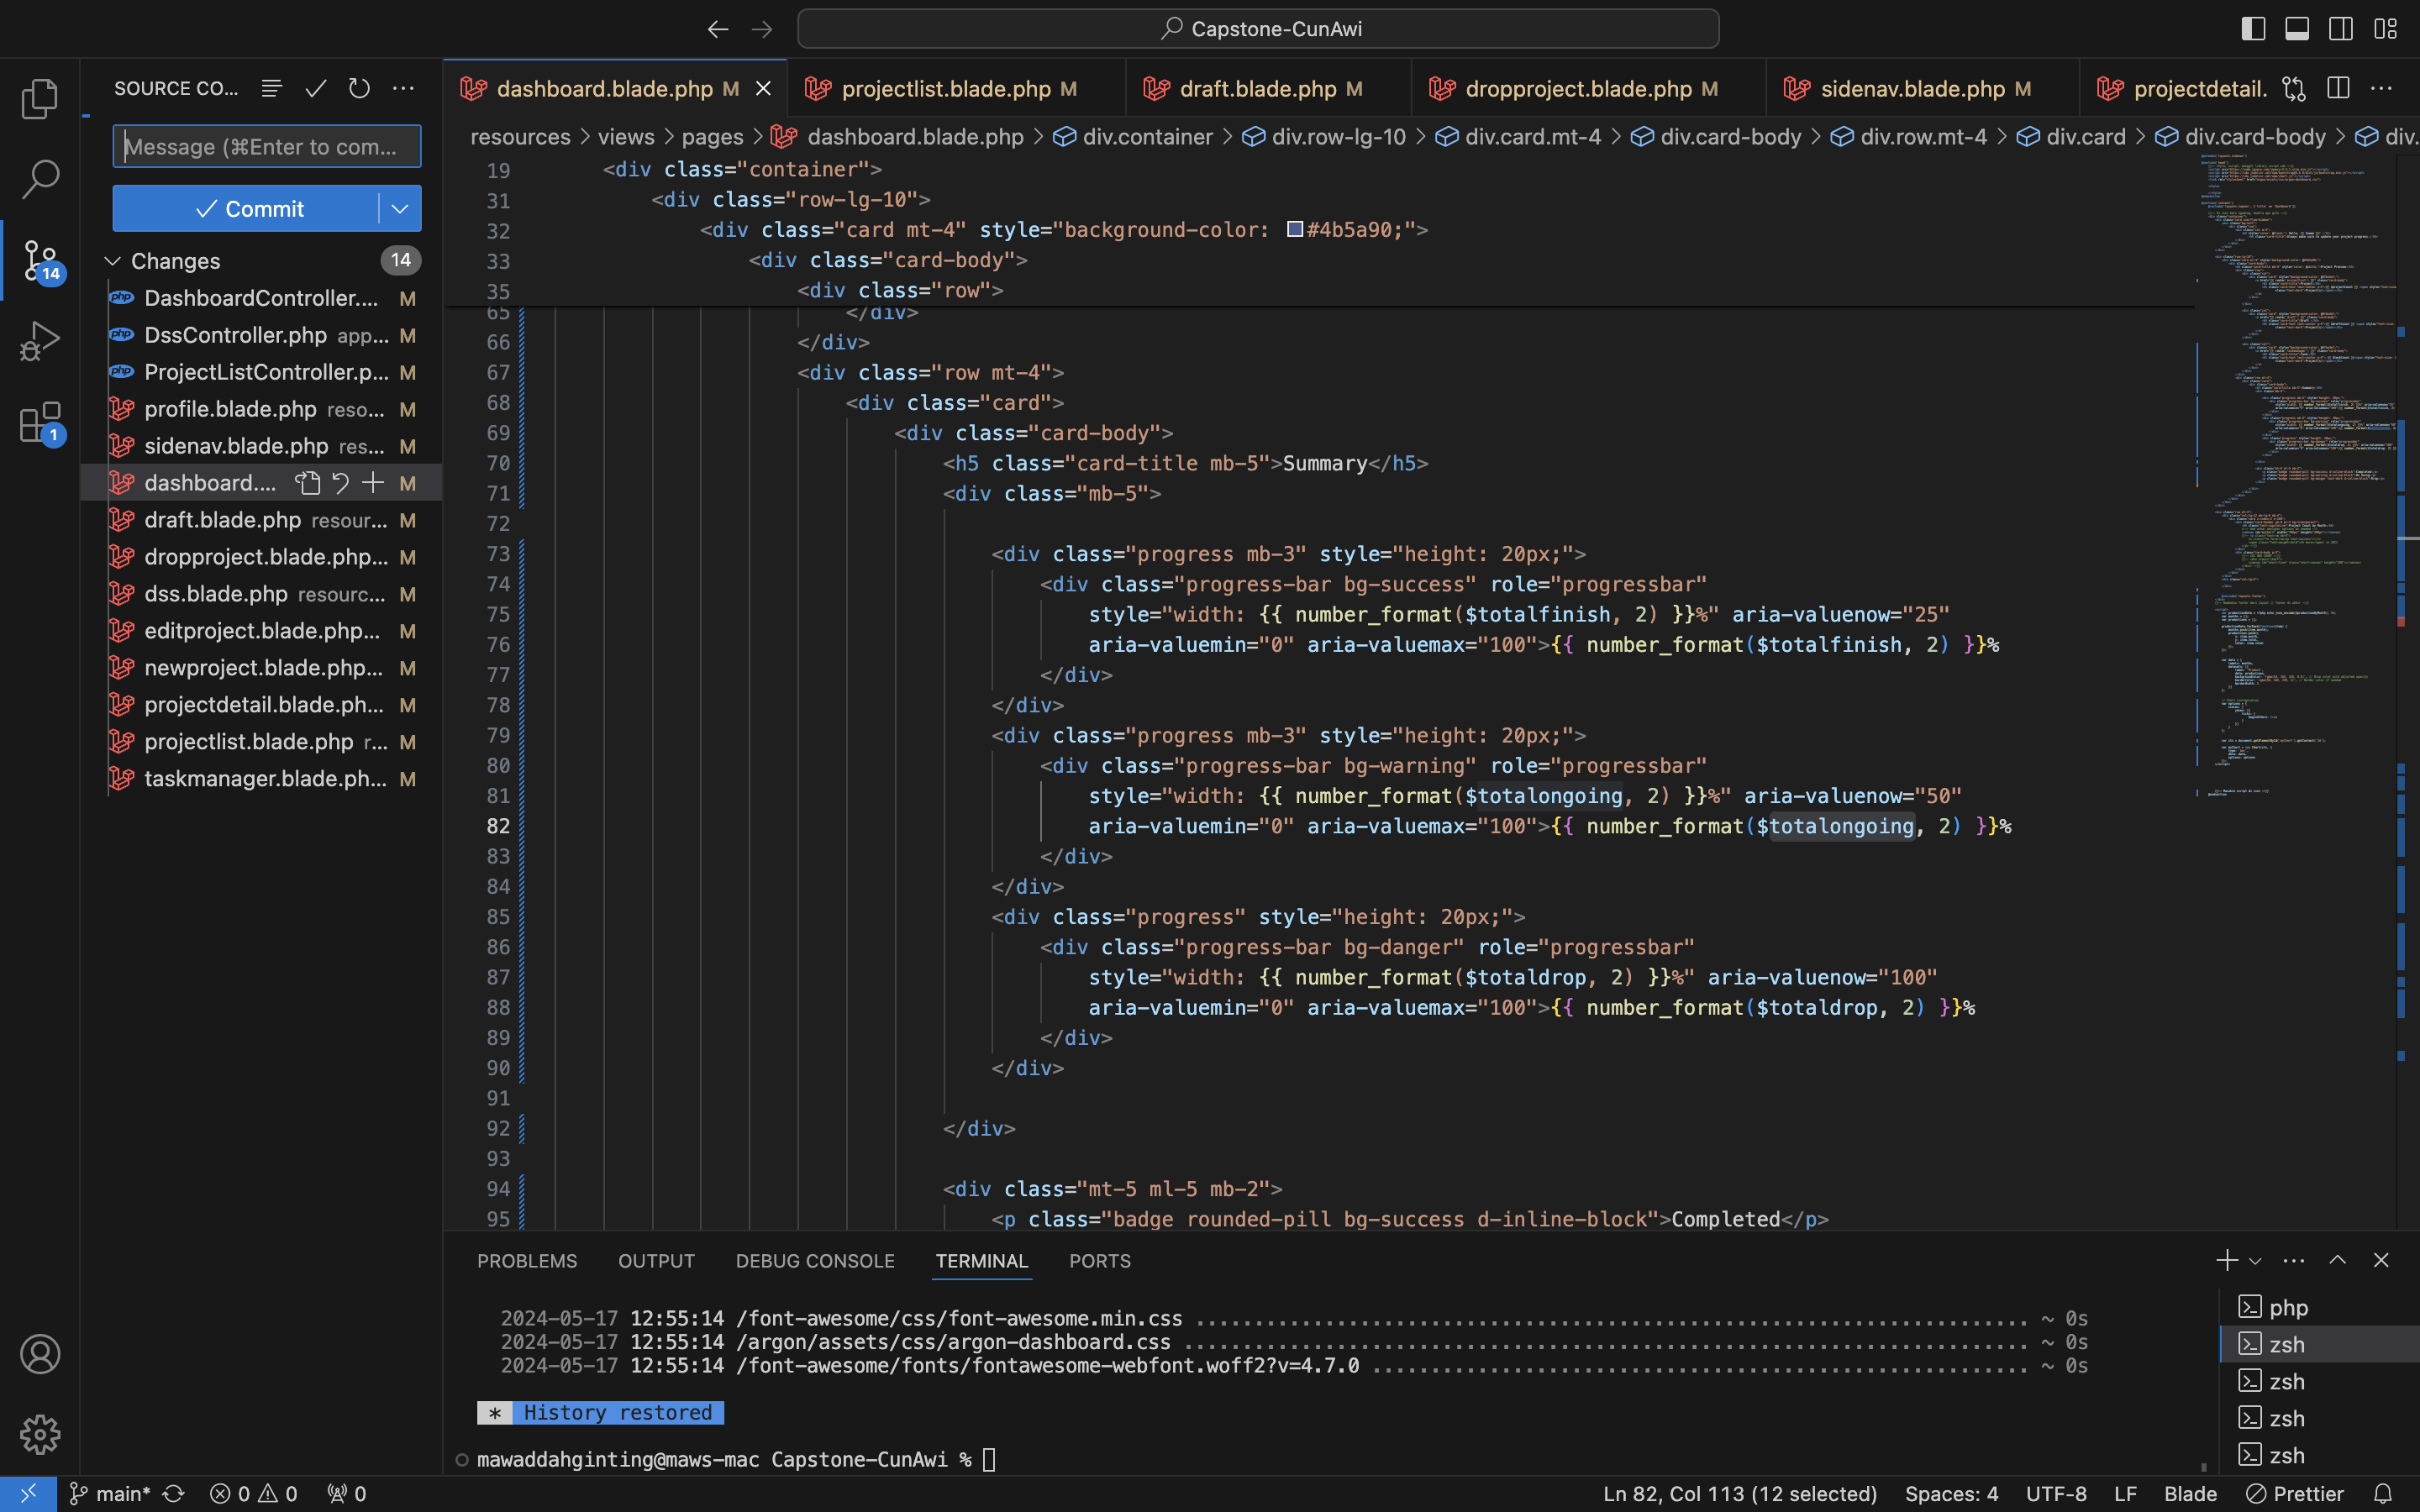 Capstone-CunAwi
SOURCE CO...
Message (⌘Enter to com...
Commit
Changes 14
DashboardController.... M
DssController.php app... M
ProjectListController.p... M
profile.blade.php reso... M
sidenav.blade.php res... M
dashboard.... M
draft.blade.php resour... M
dropproject.blade.php... M
dss.blade.php resourc... M
editproject.blade.php... M
newproject.blade.php... M
projectdetail.blade.ph... M
projectlist.blade.php r... M
taskmanager.blade.ph... M
14
1
dashboard.blade.php M projectlist.blade.php M draft.blade.php M dropproject.blade.php M sidenav.blade.php M projectdetail.
resources > views > pages > dashboard.blade.php > div.container > div.row-lg-10 > div.card.mt-4 > div.card-body > div.row.mt-4 > div.card > div.card-body > div.
19 <div class="container">
31 <div class="row-lg-10">
32 <div class="card mt-4" style="background-color: #4b5a90;">
33 <div class="card-body">
35 <div class="row">
65 </div>
66 </div>
67 <div class="row mt-4">
68 <div class="card">
69 <div class="card-body">
70 <h5 class="card-title mb-5">Summary</h5>
71 <div class="mb-5">
72
73 <div class="progress mb-3" style="height: 20px;">
74 <div class="progress-bar bg-success" role="progressbar"
75 style="width: {{ number_format($totalfinish, 2) }}%" aria-valuenow="25"
76 aria-valuemin="0" aria-valuemax="100">{{ number_format($totalfinish, 2) }}%
77 </div>
78 </div>
79 <div class="progress mb-3" style="height: 20px;">
80 <div class="progress-bar bg-warning" role="progressbar"
81 style="width: {{ number_format($totalongoing, 2) }}%" aria-valuenow="50"
82 aria-valuemin="0" aria-valuemax="100">{{ number_format($totalongoing, 2) }}%
83 </div>
84 </div>
85 <div class="progress" style="height: 20px;">
86 <div class="progress-bar bg-danger" role="progressbar"
87 style="width: {{ number_format($totaldrop, 2) }}%" aria-valuenow="100"
88 aria-valuemin="0" aria-valuemax="100">{{ number_format($totaldrop, 2) }}%
89 </div>
90 </div>
91
92 </div>
93
94 <div class="mt-5 ml-5 mb-2">
95 <p class="badge rounded-pill bg-success d-inline-block">Completed</p>
PROBLEMS OUTPUT DEBUG CONSOLE TERMINAL PORTS
2024-05-17 12:55:14 /font-awesome/css/font-awesome.min.css ........ ~ 0s
2024-05-17 12:55:14 /argon/assets/css/argon-dashboard.css ........ ~ 0s
2024-05-17 12:55:14 /font-awesome/fonts/fontawesome-webfont.woff2?v=4.7.0 ........ ~ 0s
* History restored
mawaddahginting@maws-mac Capstone-CunAwi %
php
zsh
zsh
zsh
zsh
main* 0 0 0
Ln 82, Col 113 (12 selected) Spaces: 4 UTF-8 LF Blade Prettier